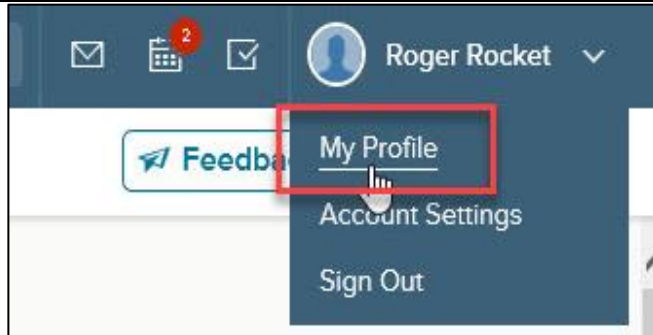 2
Roger Rocket
Feedba
My Profile
Account Settings
Sign Out